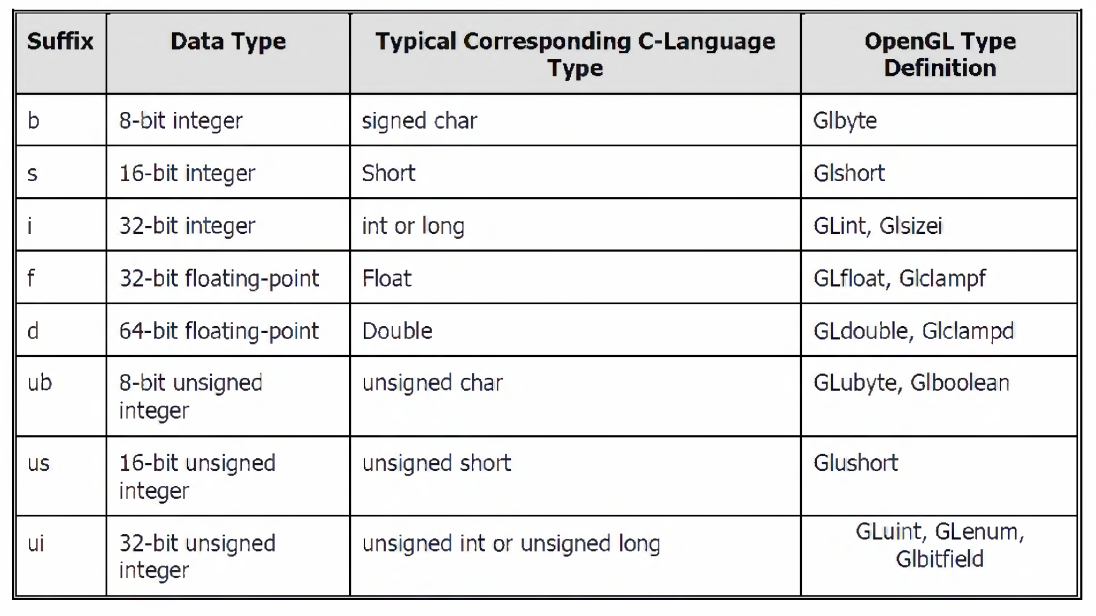 Suffix Data Type Typical Corresponding C-Language Type OpenGL Type Definition
b 8-bit integer signed char Glbyte
s 16-bit integer Short Glshort
i 32-bit integer int or long GLint, Glsizei
f 32-bit floating-point Float GLfloat, Glclampf
d 64-bit floating-point Double GLdouble, Glclampd
ub 8-bit unsigned integer unsigned char GLubyte, Glboolean
us 16-bit unsigned integer unsigned short Glushort
ui 32-bit unsigned integer unsigned int or unsigned long GLuint, GLenum, Glbitfield